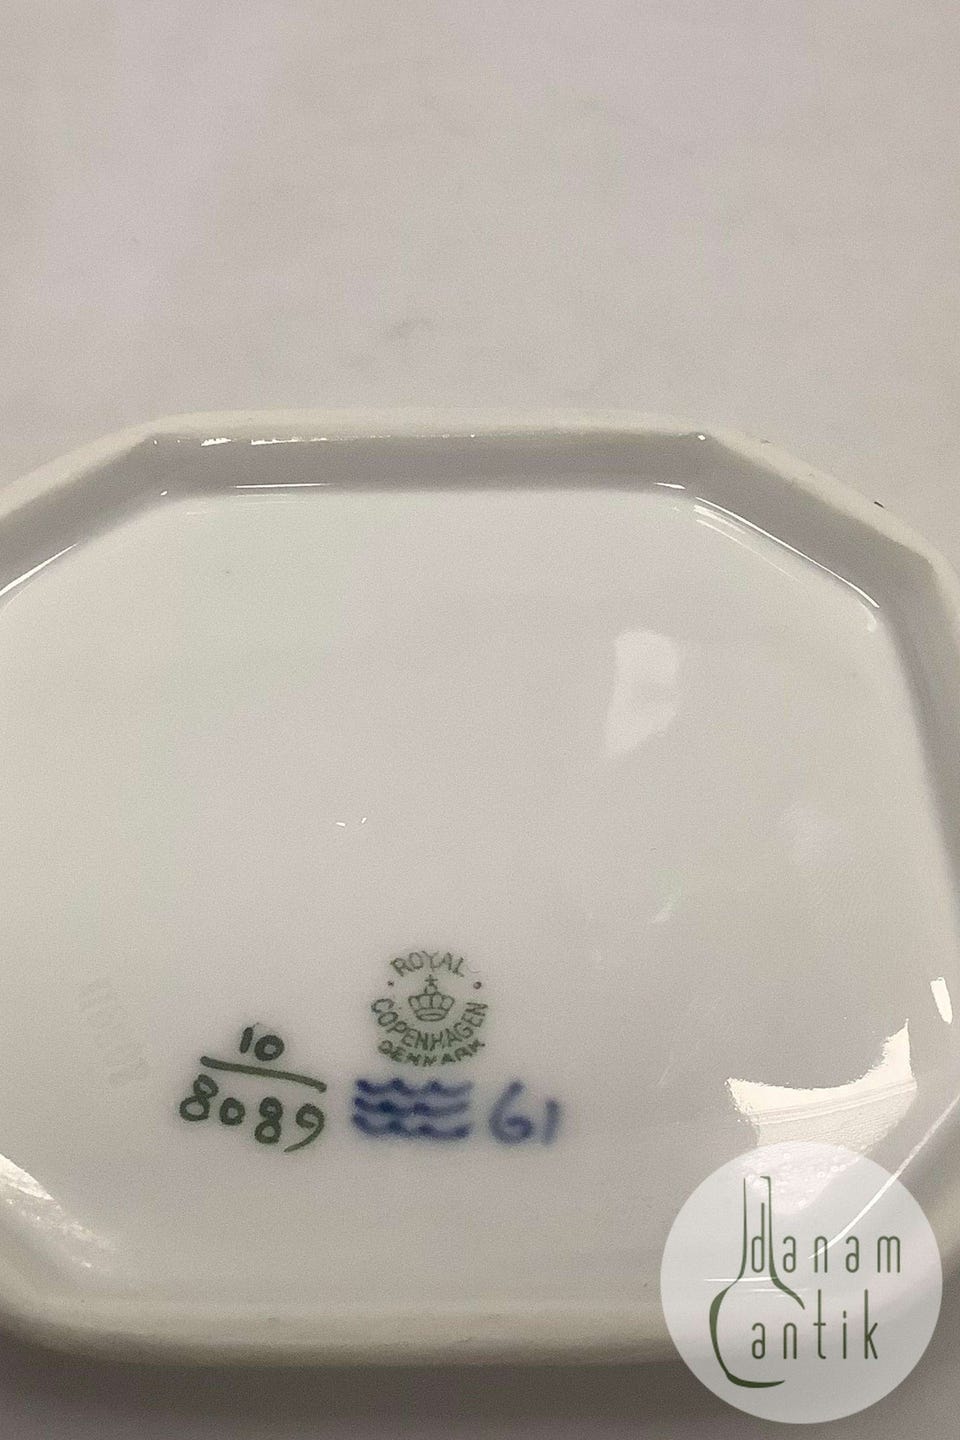 ROYAL
COPENHAGEN
DENMARK
10
8089
61
danam
antik